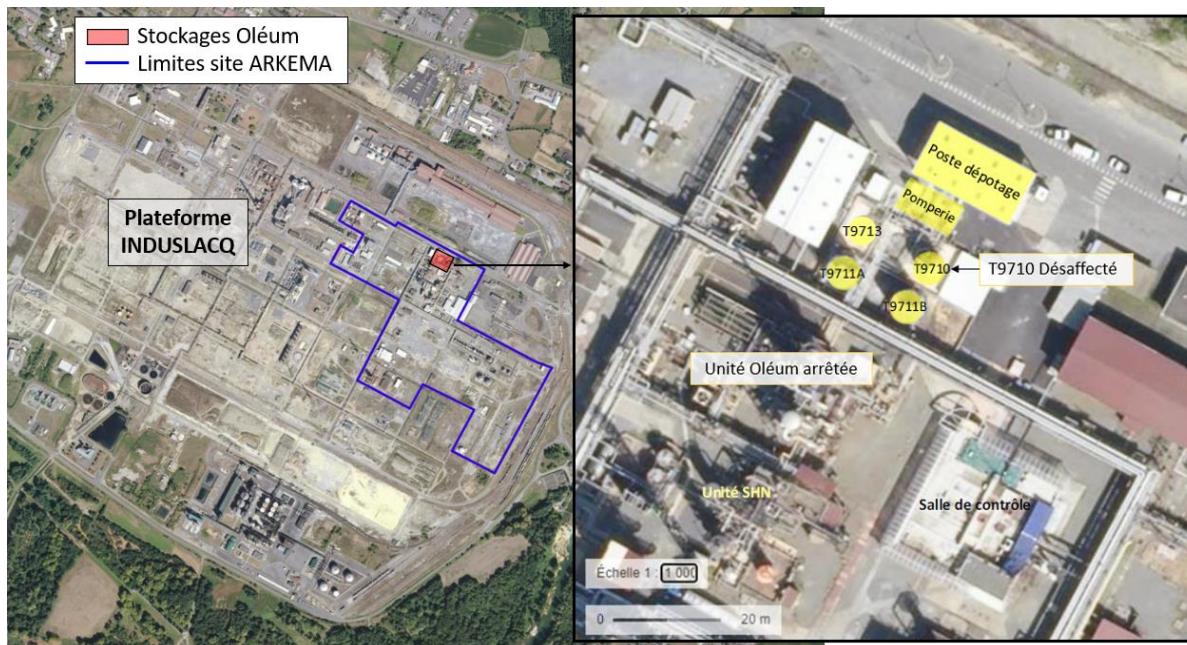 Stockages Oléum
Limites site ARKEMA
Plateforme
INDUSLACQ
Poste dépotage
Pomperie
T9713
T9711A
T9710
T9710 Désaffecté
T9711B
Unité Oléum arrêtée
Unité SHN
Salle de contrôle
Échelle 1 : 1 000
0 20 m